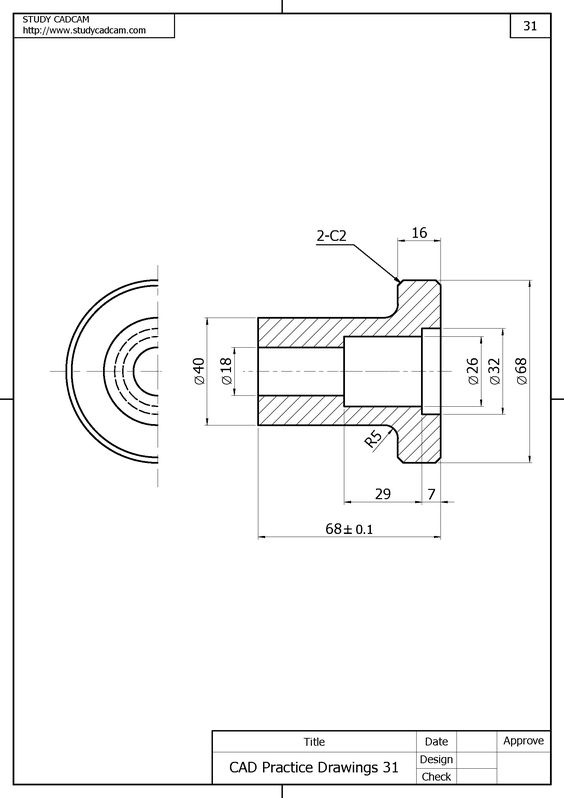 STUDY CADCAM
http://www.studycadcam.com
31
2-C2
16
Ø40
Ø18
Ø26
Ø32
Ø68
R5
29
7
68± 0.1
Title
Date
Approve
CAD Practice Drawings 31
Design
Check